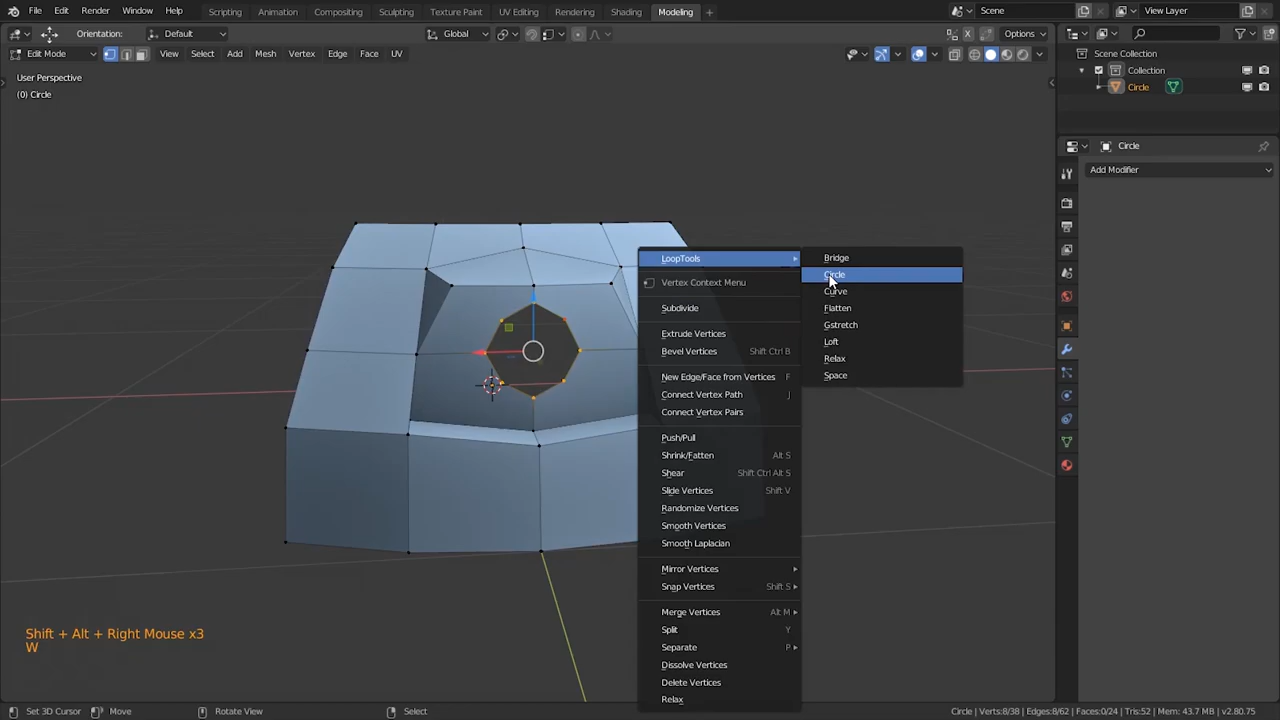 File Edit Render Window Help Scripting Animation Compositing Sculpting Texture Paint UV Editing Rendering Shading Modeling Scene View Layer
Orientation: Default Global Options
Edit Mode View Select Add Mesh Vertex Edge Face UV
Scene Collection
Collection
Circle
User Perspective
(0) Circle
Circle
Add Modifier
LoopTools
Vertex Context Menu
Subdivide
Extrude Vertices
Bevel Vertices Shift Ctrl B
New Edge/Face from Vertices F
Connect Vertex Path J
Connect Vertex Pairs
Push/Pull
Shrink/Fatten Alt S
Shear Shift Ctrl Alt S
Slide Vertices Shift V
Randomize Vertices
Smooth Vertices
Smooth Laplacian
Mirror Vertices
Snap Vertices Shift S
Merge Vertices Alt M
Split Y
Separate P
Dissolve Vertices
Delete Vertices
Relax
Bridge
Circle
Curve
Flatten
Gstretch
Loft
Relax
Space
Shift + Alt + Right Mouse x3
W
Set 3D Cursor Move Rotate View Select Circle | Verts:8/38 | Edges:8/62 | Faces:0/24 | Tris:52 | Mem: 43.7 MB | v2.80.75